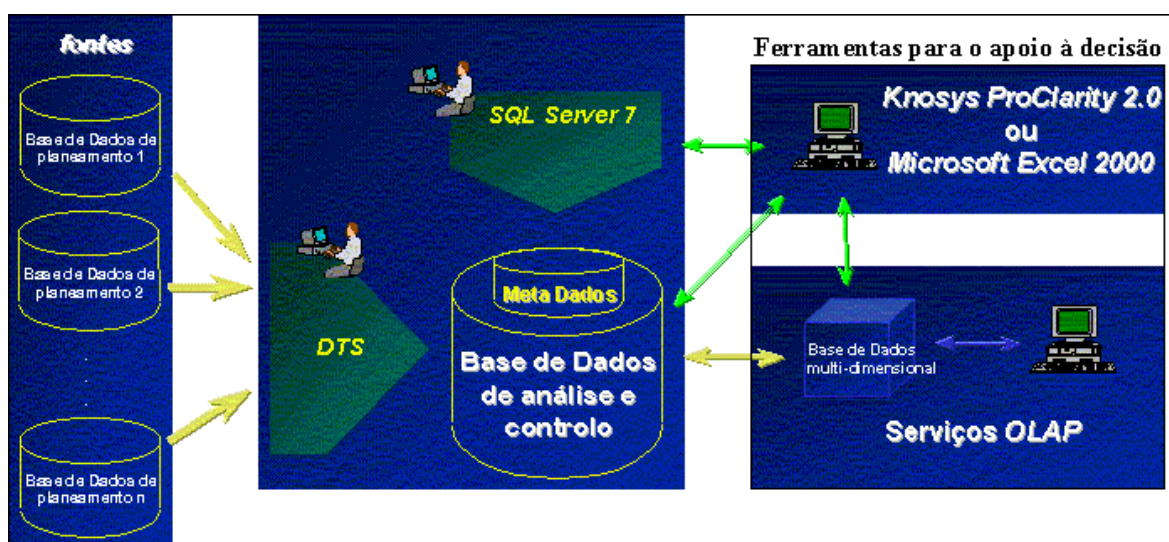 fontes
Base de Dados de
planeamento 1
Base de Dados de
planeamento 2
.
.
.
Base de Dados de
planeamento n
SQL Server 7
DTS
Meta Dados
Base de Dados
de análise e
controlo
Ferramentas para o apoio à decisão
Knosys ProClarity 2.0
ou
Microsoft Excel 2000
Base de Dados
multi-dimensional
Serviços OLAP